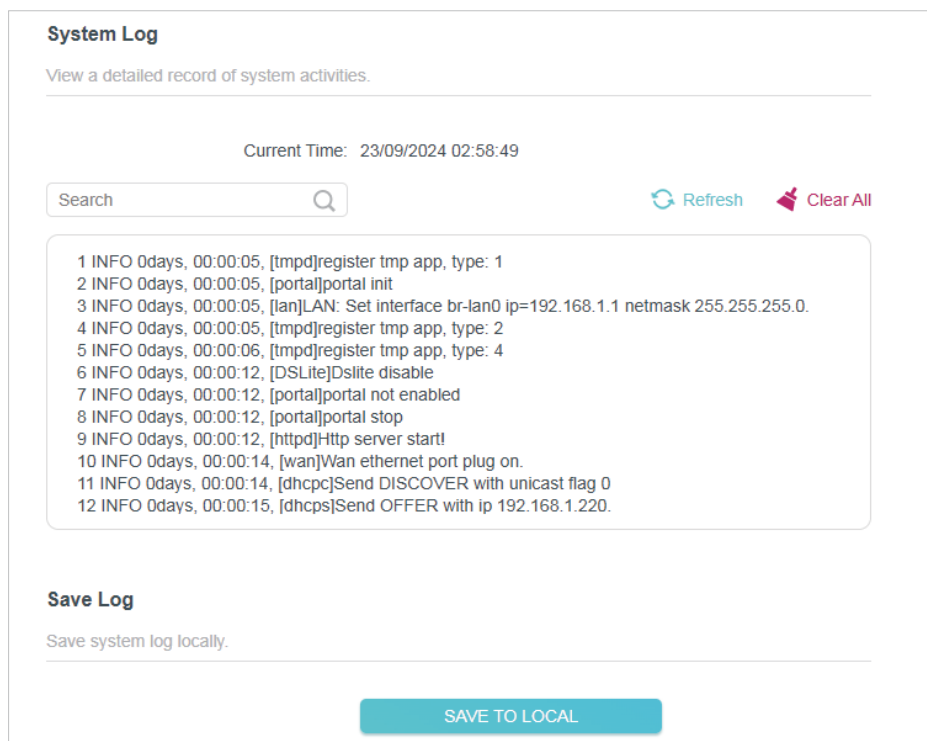 System Log
View a detailed record of system activities.
Current Time: 23/09/2024 02:58:49
Search
Refresh
Clear All
1 INFO 0days, 00:00:05, [tmpd]register tmp app, type: 1
2 INFO 0days, 00:00:05, [portal]portal init
3 INFO 0days, 00:00:05, [lan]LAN: Set interface br-lan0 ip=192.168.1.1 netmask 255.255.255.0.
4 INFO 0days, 00:00:05, [tmpd]register tmp app, type: 2
5 INFO 0days, 00:00:06, [tmpd]register tmp app, type: 4
6 INFO 0days, 00:00:12, [DSLite]Dslite disable
7 INFO 0days, 00:00:12, [portal]portal not enabled
8 INFO 0days, 00:00:12, [portal]portal stop
9 INFO 0days, 00:00:12, [httpd]Http server start!
10 INFO 0days, 00:00:14, [wan]Wan ethernet port plug on.
11 INFO 0days, 00:00:14, [dhcpc]Send DISCOVER with unicast flag 0
12 INFO 0days, 00:00:15, [dhcps]Send OFFER with ip 192.168.1.220.
Save Log
Save system log locally.
SAVE TO LOCAL